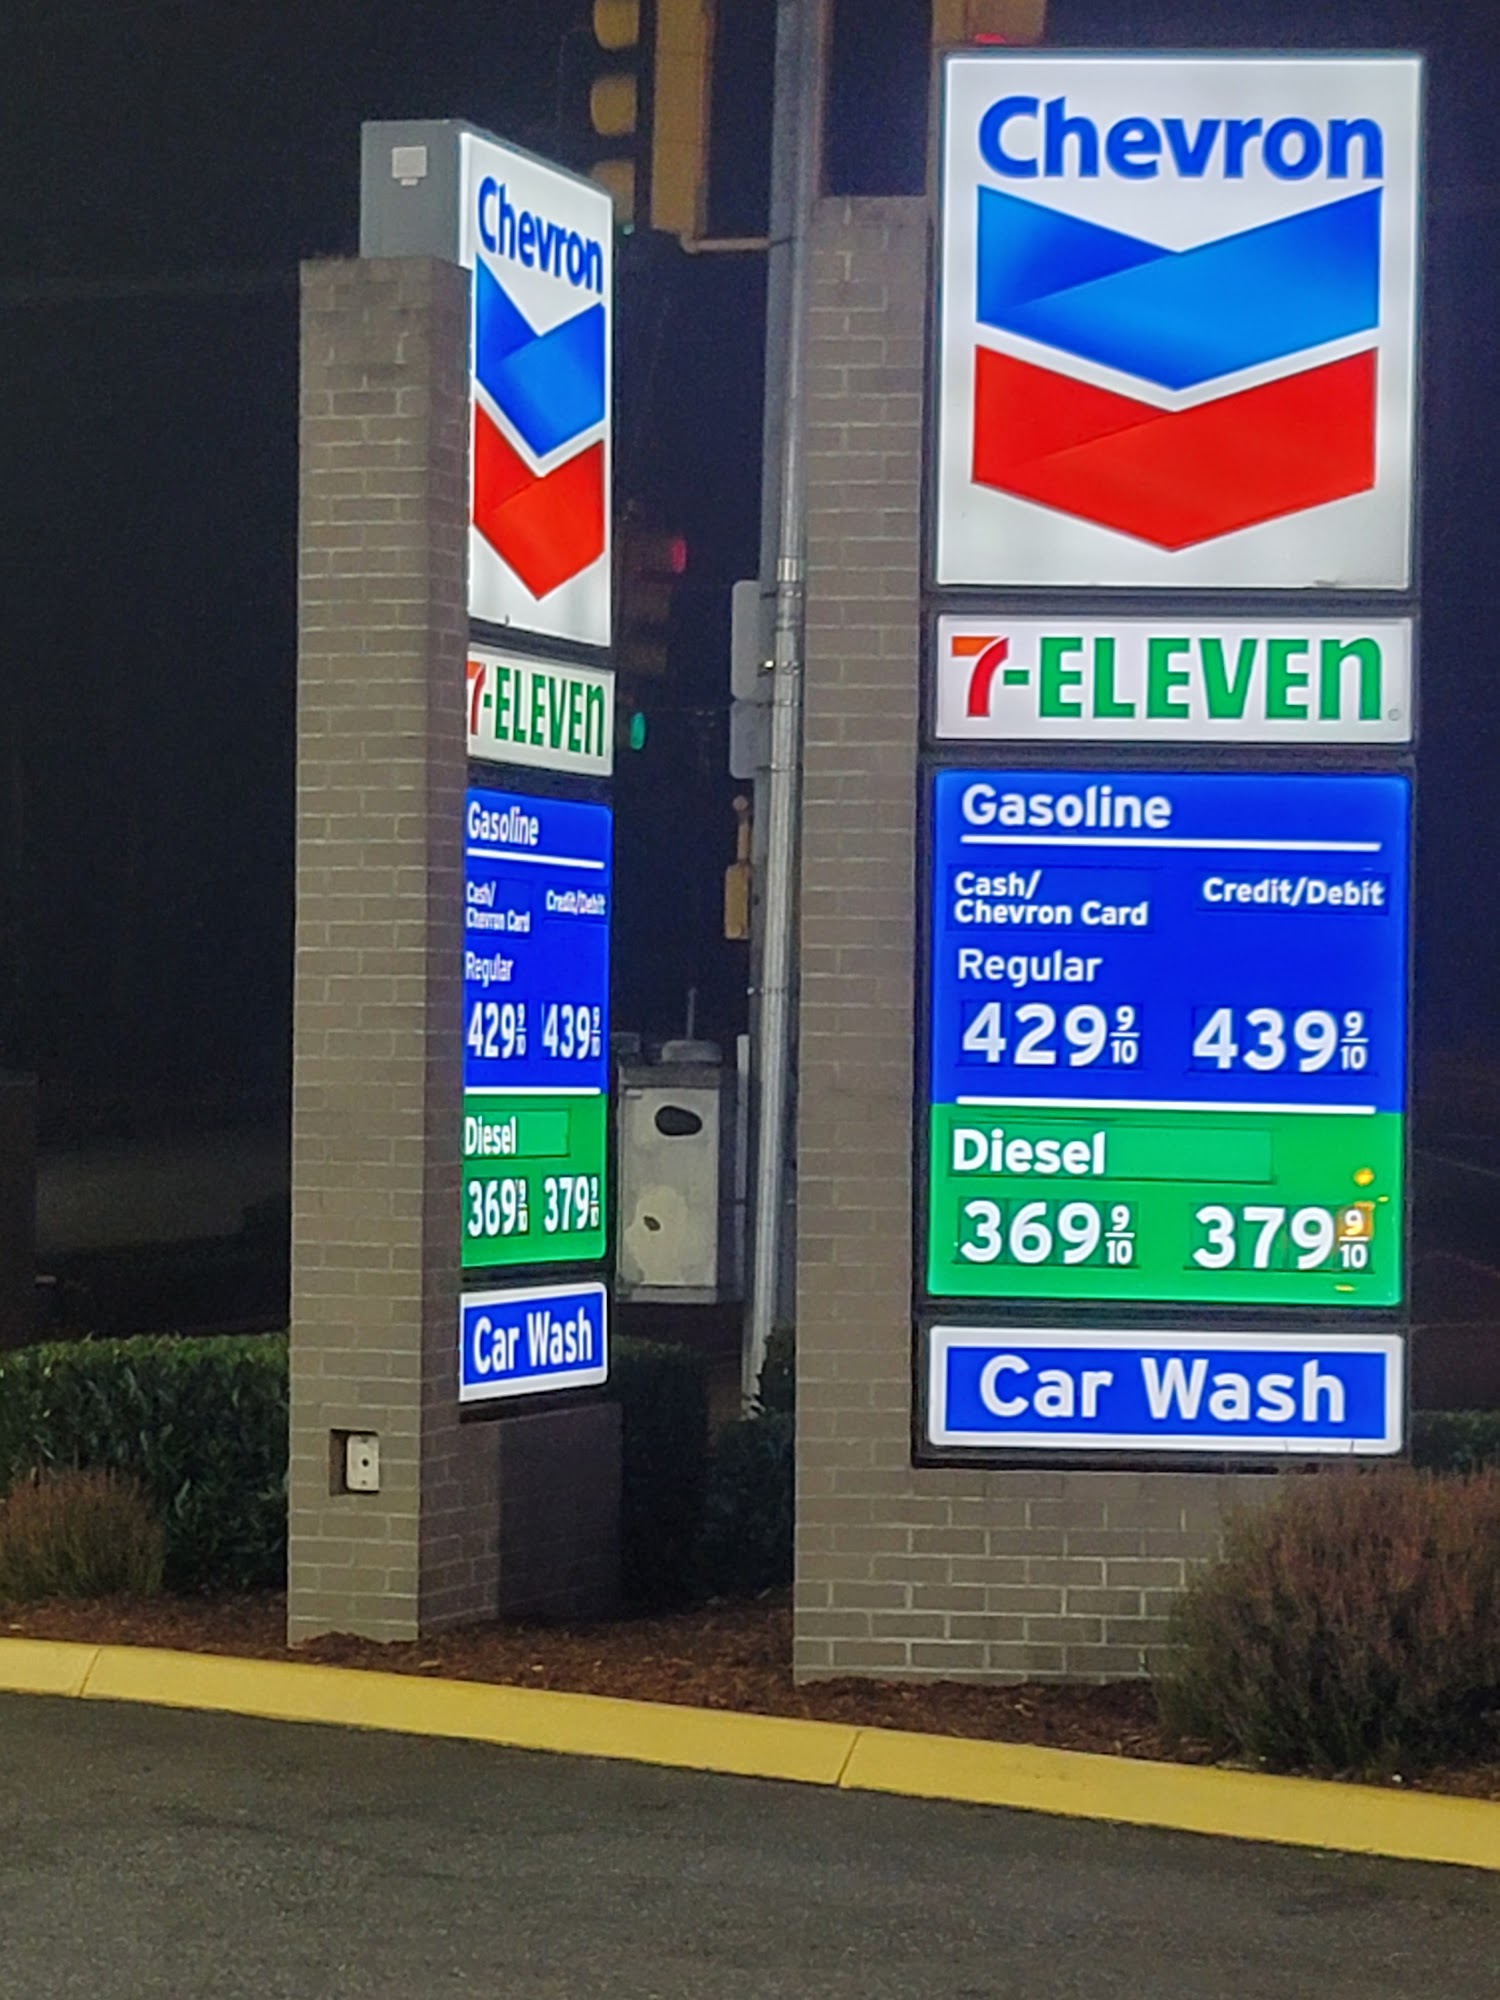 Chevron
7-ELEVEN
Gasoline
Cash/ Credit/Debit
Chevron Card
Regular
429 9/10 439 9/10
Diesel
369 9/10 379 9/10
Car Wash
Chevron
7-ELEVEN®
Gasoline
Cash/ Credit/Debit
Chevron Card
Regular
429 9/10 439 9/10
Diesel
369 9/10 379 9/10
Car Wash